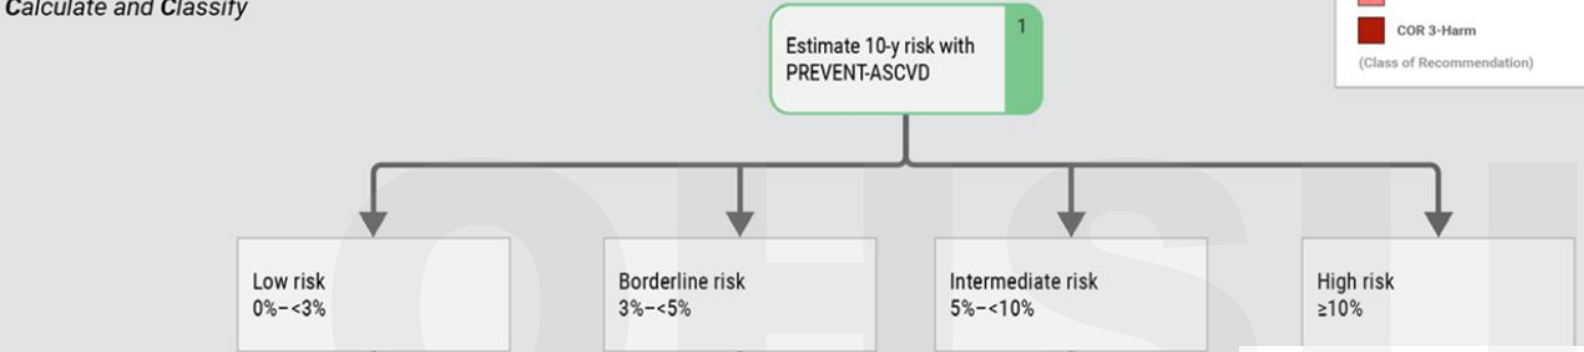 Calculate and Classify
1
Estimate 10-y risk with
PREVENT-ASCVD
COR 3-Harm
(Class of Recommendation)
Low risk
0%–<3%
Borderline risk
3%–<5%
Intermediate risk
5%–<10%
High risk
≥10%
OHSU